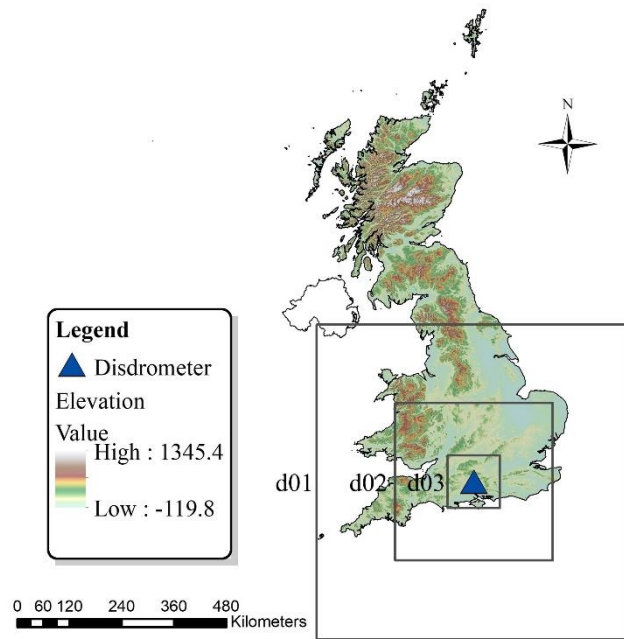 N
Legend
Disdrometer
Elevation
Value
High : 1345.4
Low : -119.8
d01
d02
d03
0 60 120 240 360 480
Kilometers